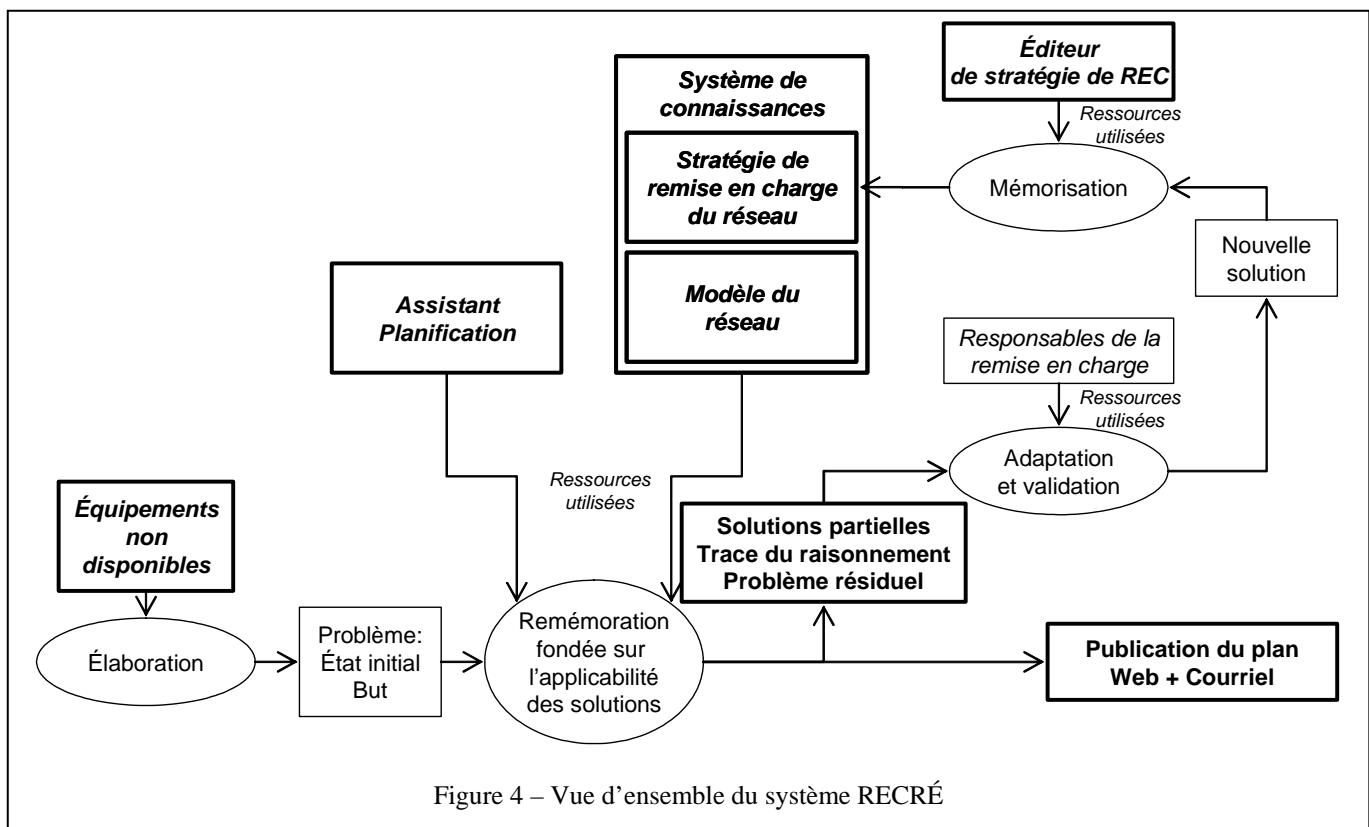 Éditeur
de stratégie de REC
Système de
connaissances
Ressources
utilisées
Stratégie de
remise en charge
du réseau
Mémorisation
Nouvelle
solution
Modèle du
réseau
Assistant
Planification
Responsables de la
remise en charge
Ressources
utilisées
Adaptation
et validation
Ressources
utilisées
Équipements
non
disponibles
Solutions partielles
Trace du raisonnement
Problème résiduel
Élaboration
Problème:
État initial
But
Remémoration
fondée sur
l’applicabilité
des solutions
Publication du plan
Web + Courriel
Figure 4 – Vue d’ensemble du système RECRÉ